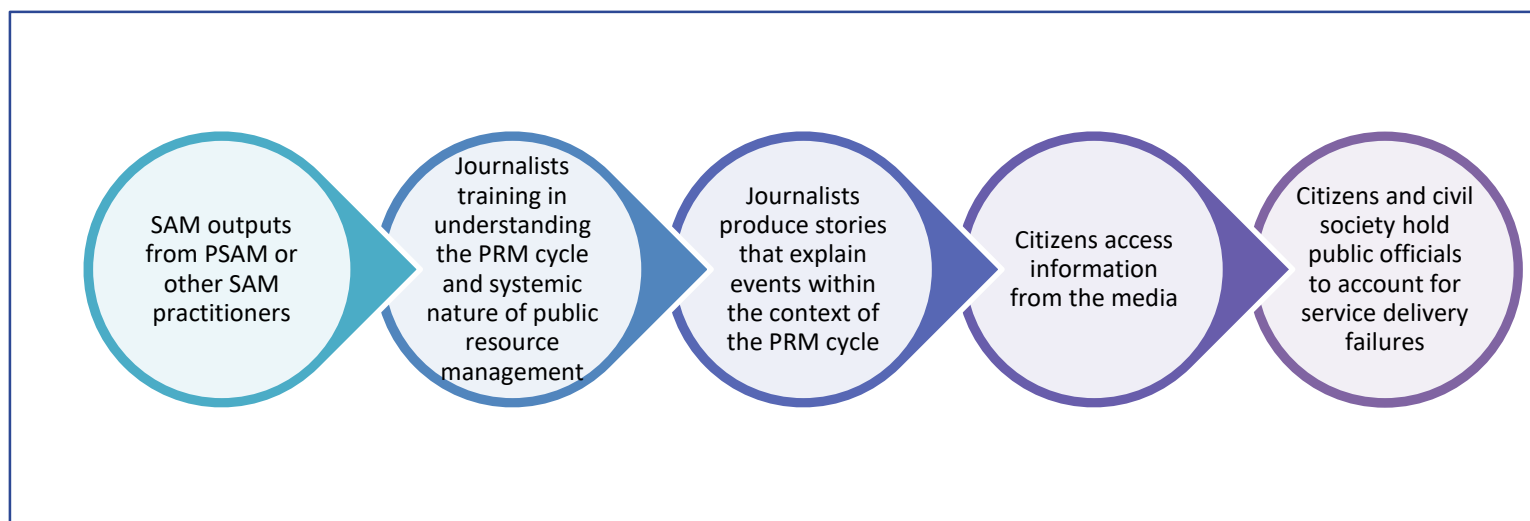 SAM outputs
from PSAM or
other SAM
practitioners
Journalists
training in
understanding
the PRM cycle
and systemic
nature of public
resource
management
Journalists
produce stories
that explain
events within
the context of
the PRM cycle
Citizens access
information
from the media
Citizens and civil
society hold
public officials
to account for
service delivery
failures